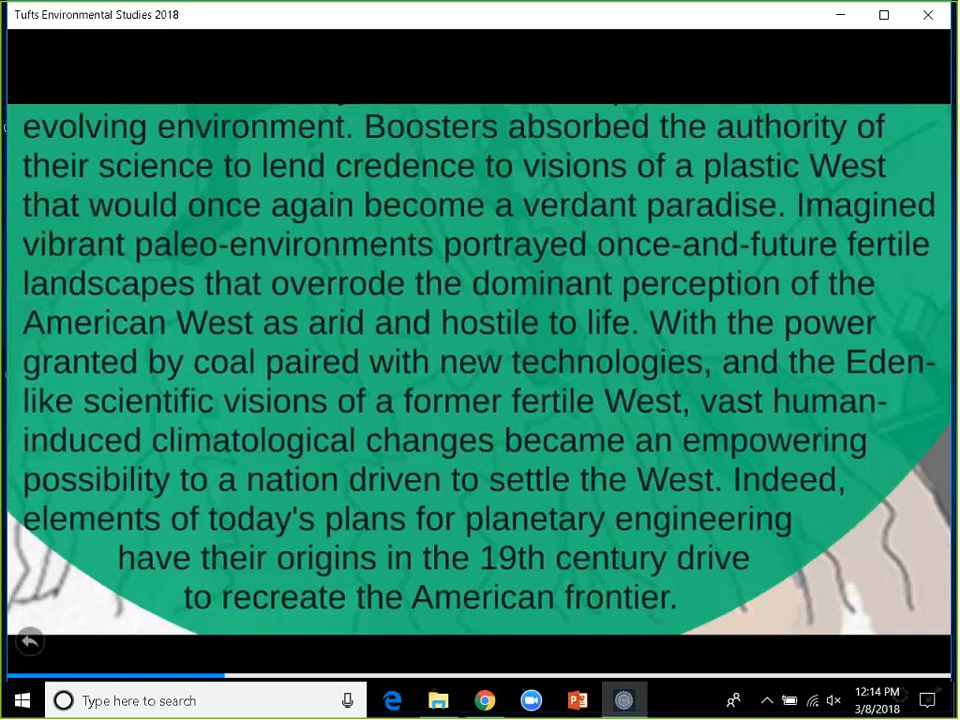 Tufts Environmental Studies 2018
evolving environment. Boosters absorbed the authority of
their science to lend credence to visions of a plastic West
that would once again become a verdant paradise. Imagined
vibrant paleo-environments portrayed once-and-future fertile
landscapes that overrode the dominant perception of the
American West as arid and hostile to life. With the power
granted by coal paired with new technologies, and the Eden-
like scientific visions of a former fertile West, vast human-
induced climatological changes became an empowering
possibility to a nation driven to settle the West. Indeed,
elements of today's plans for planetary engineering
have their origins in the 19th century drive
to recreate the American frontier.
Type here to search
12:14 PM
3/8/2018